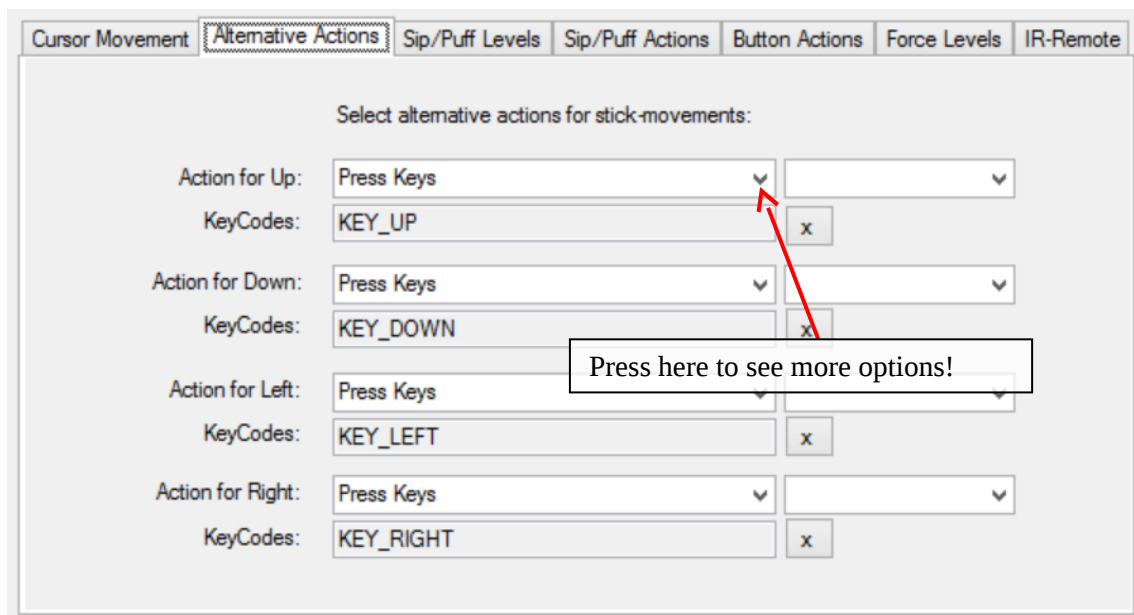 Cursor Movement Alternative Actions Sip/Puff Levels Sip/Puff Actions Button Actions Force Levels IR-Remote
Select alternative actions for stick-movements:
Action for Up: Press Keys
KeyCodes: KEY_UP x
Action for Down: Press Keys
KeyCodes: KEY_DOWN x
Press here to see more options!
Action for Left: Press Keys
KeyCodes: KEY_LEFT x
Action for Right: Press Keys
KeyCodes: KEY_RIGHT x